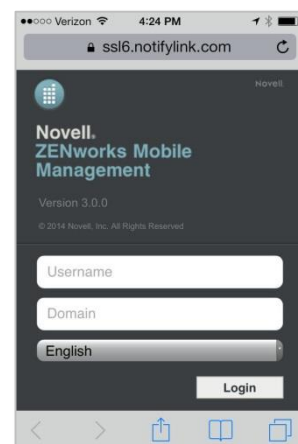 Verizon 4:24 PM
ssl6.notifylink.com
Novell
Novell.
ZENworks Mobile
Management
Version 3.0.0
© 2014 Novell, Inc. All Rights Reserved
Username
Domain
English
Login